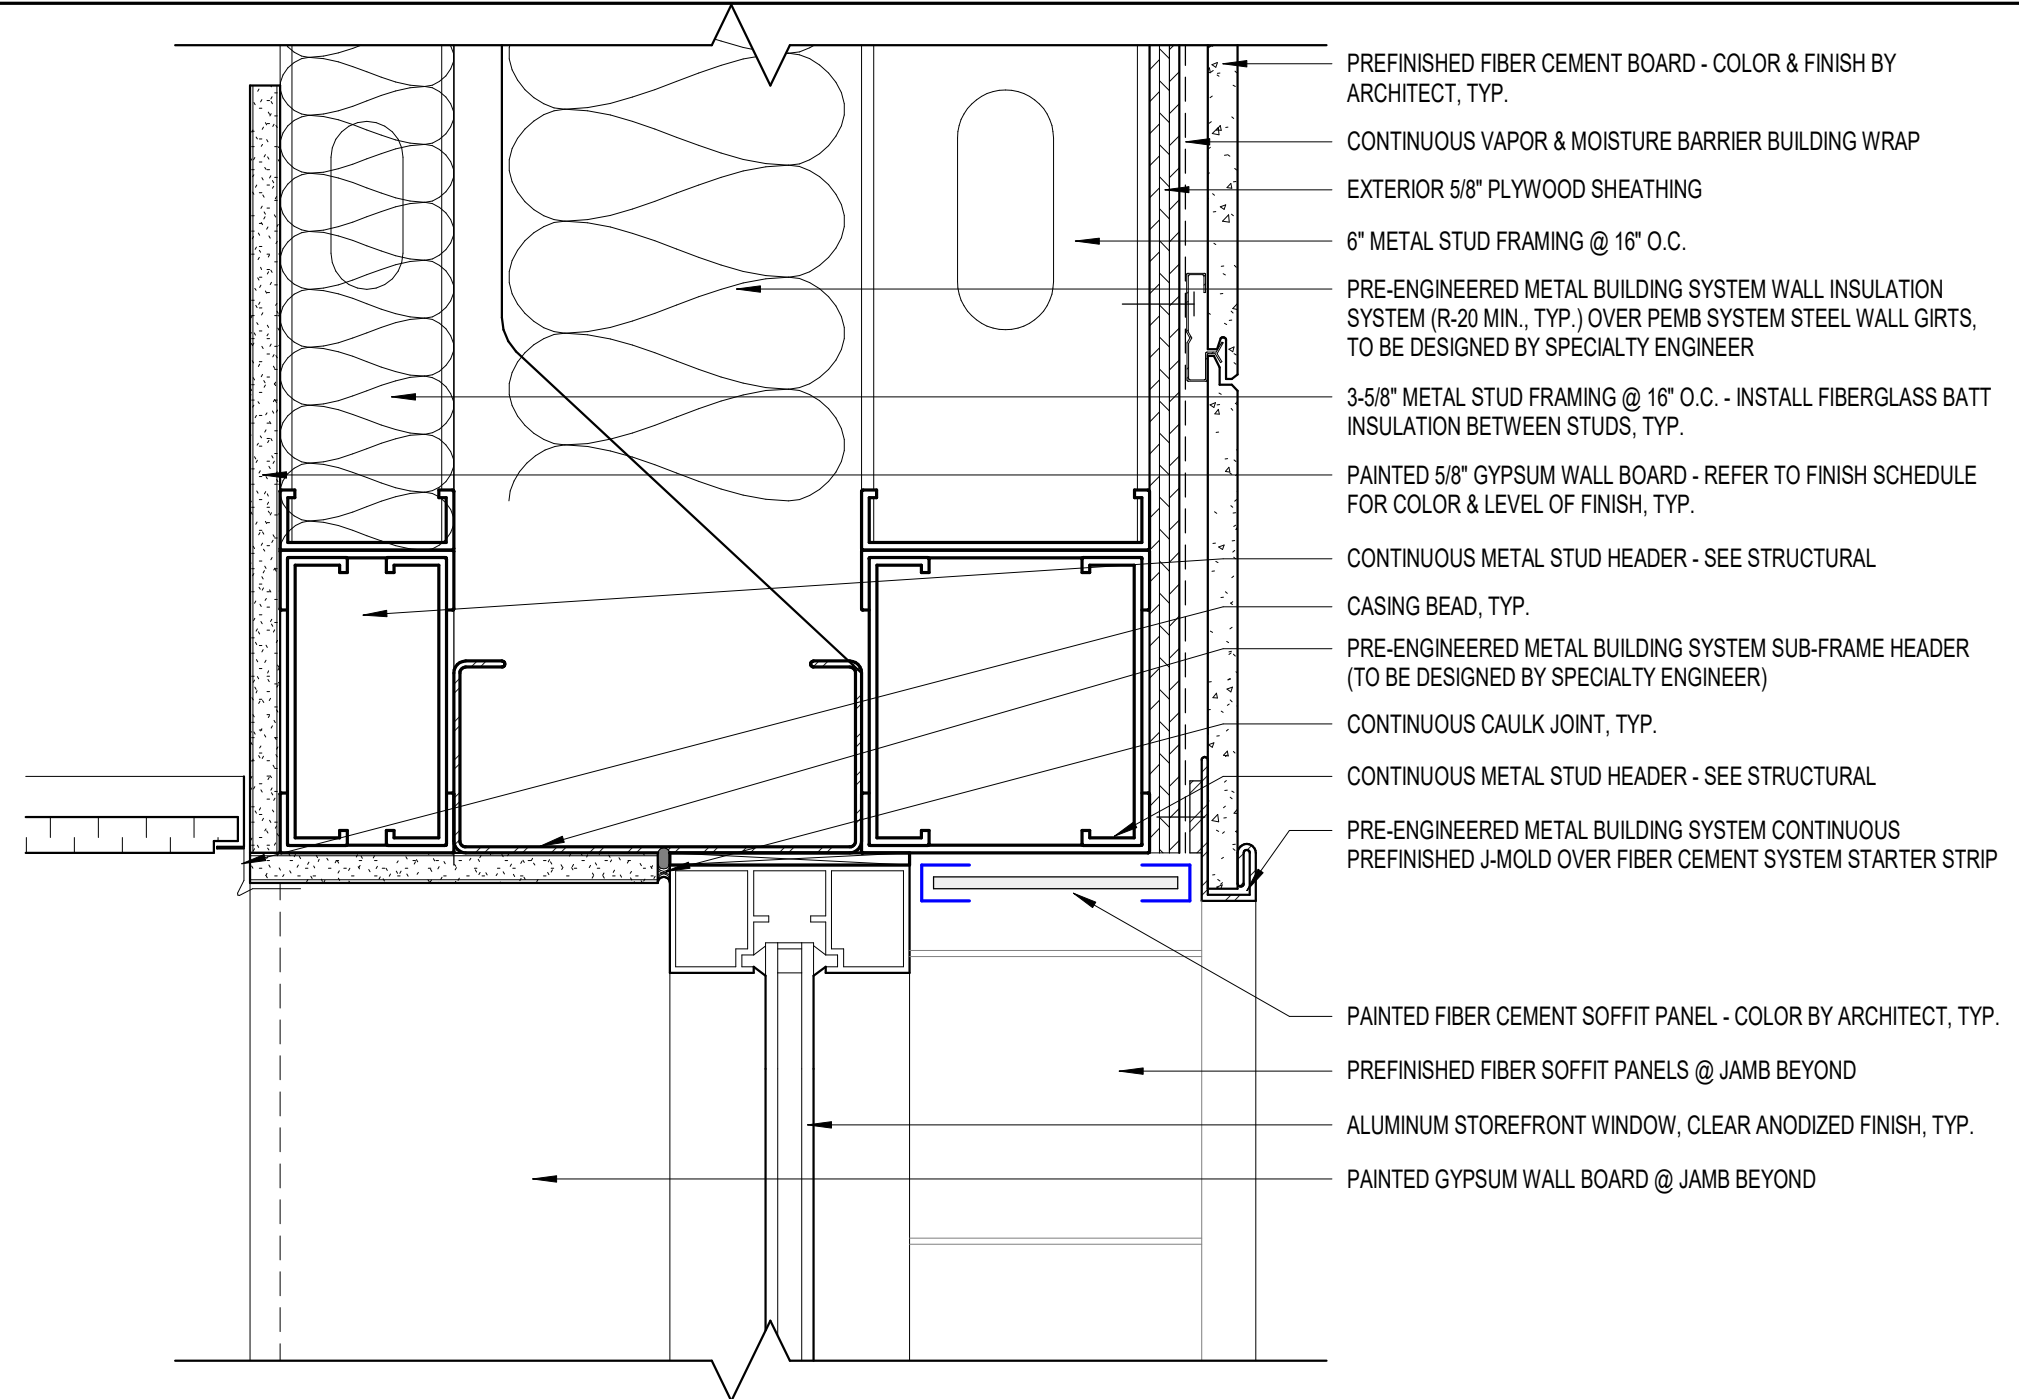 PREFINISHED FIBER CEMENT BOARD - COLOR & FINISH BY
ARCHITECT, TYP.
CONTINUOUS VAPOR & MOISTURE BARRIER BUILDING WRAP
EXTERIOR 5/8" PLYWOOD SHEATHING
6" METAL STUD FRAMING @ 16" O.C.
PRE-ENGINEERED METAL BUILDING SYSTEM WALL INSULATION
SYSTEM (R-20 MIN., TYP.) OVER PEMB SYSTEM STEEL WALL GIRTS,
TO BE DESIGNED BY SPECIALTY ENGINEER
3-5/8" METAL STUD FRAMING @ 16" O.C. - INSTALL FIBERGLASS BATT
INSULATION BETWEEN STUDS, TYP.
PAINTED 5/8" GYPSUM WALL BOARD - REFER TO FINISH SCHEDULE
FOR COLOR & LEVEL OF FINISH, TYP.
CONTINUOUS METAL STUD HEADER - SEE STRUCTURAL
CASING BEAD, TYP.
PRE-ENGINEERED METAL BUILDING SYSTEM SUB-FRAME HEADER
(TO BE DESIGNED BY SPECIALTY ENGINEER)
CONTINUOUS CAULK JOINT, TYP.
CONTINUOUS METAL STUD HEADER - SEE STRUCTURAL
PRE-ENGINEERED METAL BUILDING SYSTEM CONTINUOUS
PREFINISHED J-MOLD OVER FIBER CEMENT SYSTEM STARTER STRIP
PAINTED FIBER CEMENT SOFFIT PANEL - COLOR BY ARCHITECT, TYP.
PREFINISHED FIBER SOFFIT PANELS @ JAMB BEYOND
ALUMINUM STOREFRONT WINDOW, CLEAR ANODIZED FINISH, TYP.
PAINTED GYPSUM WALL BOARD @ JAMB BEYOND